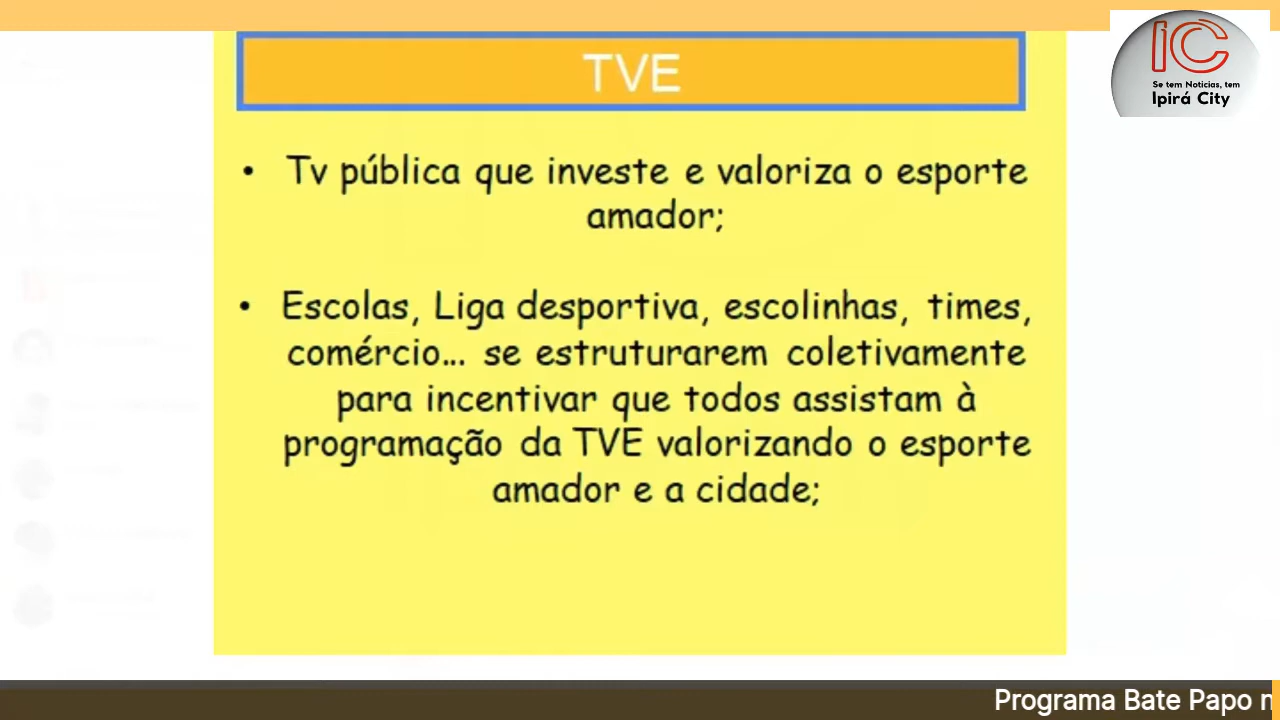 TVE
IC
Se tem Notícias, tem
Ipirá City
• Tv pública que investe e valoriza o esporte
amador;
• Escolas, Liga desportiva, escolinhas, times,
comércio... se estruturarem coletivamente
para incentivar que todos assistam à
programação da TVE valorizando o esporte
amador e a cidade;
Programa Bate Papo